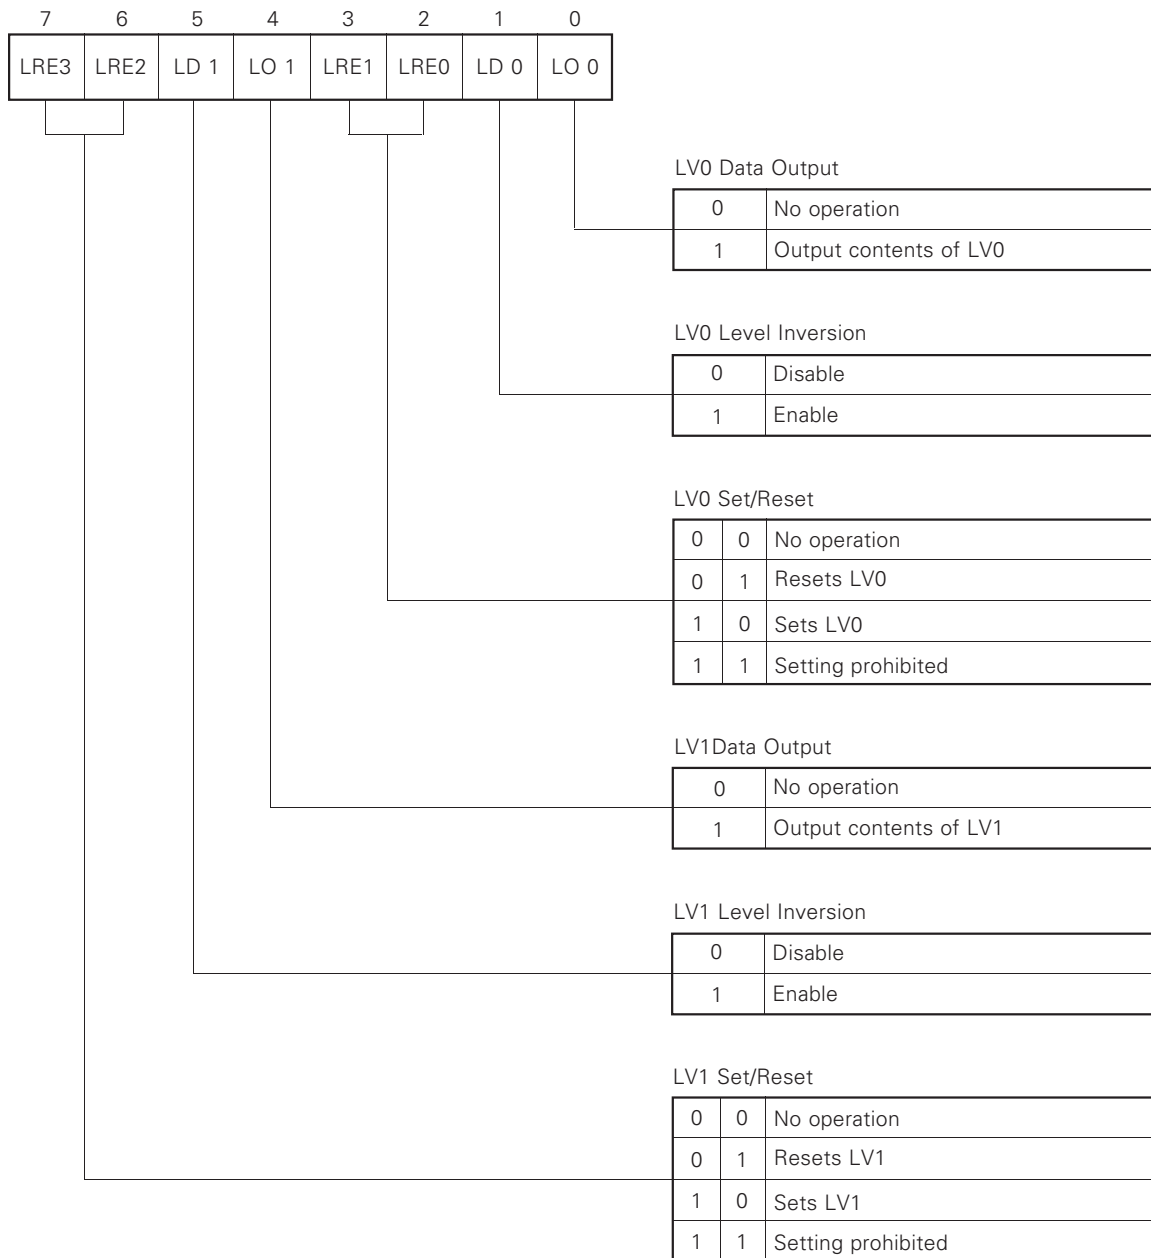 7 6 5 4 3 2 1 0
LRE3 LRE2 LD 1 LO 1 LRE1 LRE0 LD 0 LO 0
LV0 Data Output
0 No operation
1 Output contents of LV0
LV0 Level Inversion
0 Disable
1 Enable
LV0 Set/Reset
0 0 No operation
0 1 Resets LV0
1 0 Sets LV0
1 1 Setting prohibited
LV1Data Output
0 No operation
1 Output contents of LV1
LV1 Level Inversion
0 Disable
1 Enable
LV1 Set/Reset
0 0 No operation
0 1 Resets LV1
1 0 Sets LV1
1 1 Setting prohibited